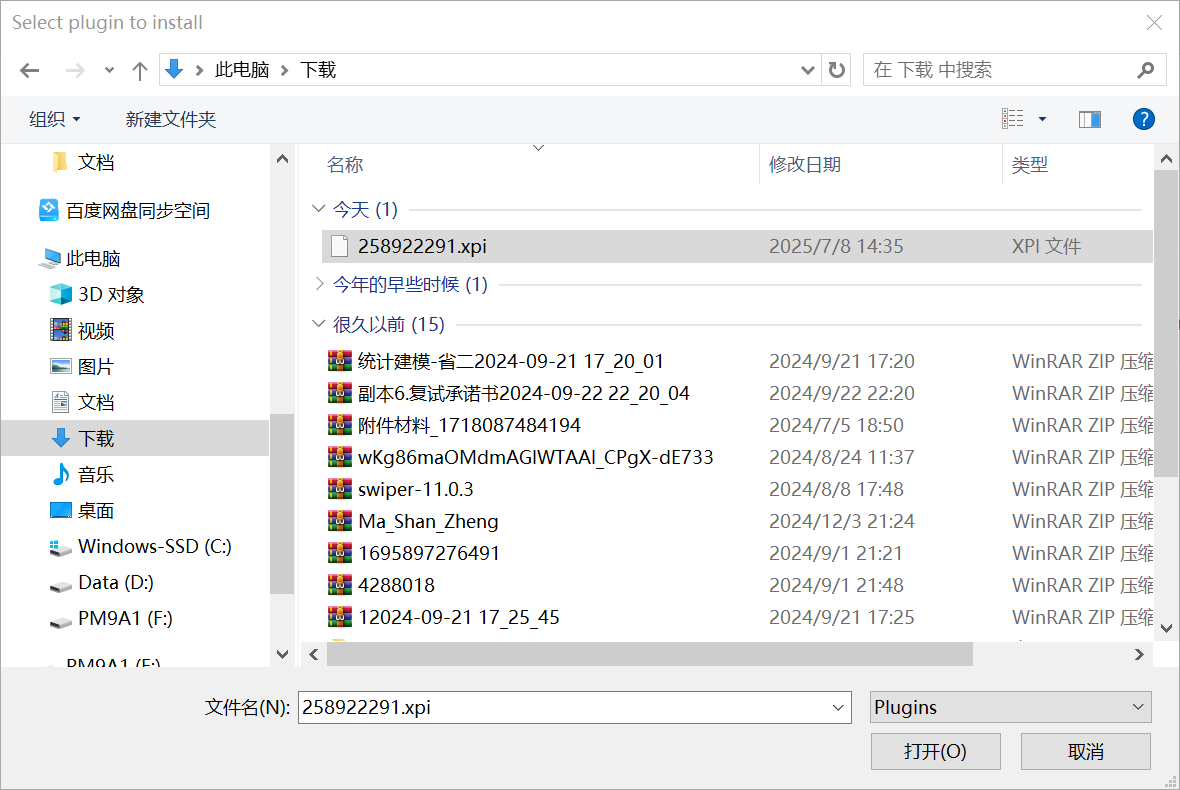 Select plugin to install
此电脑 下载 在 下载 中搜索
组织 新建文件夹
文档
百度网盘同步空间
此电脑
3D 对象
视频
图片
文档
下载
音乐
桌面
Windows-SSD (C:)
Data (D:)
PM9A1 (F:)
PM9A1 (F:)
名称 修改日期 类型
今天 (1)
258922291.xpi 2025/7/8 14:35 XPI 文件
今年的早些时候 (1)
很久以前 (15)
统计建模-省二2024-09-21 17_20_01 2024/9/21 17:20 WinRAR ZIP 压缩
副本6.复试承诺书2024-09-22 22_20_04 2024/9/22 22:20 WinRAR ZIP 压缩
附件材料_1718087484194 2024/7/5 18:50 WinRAR ZIP 压缩
wKg86maOMdmAGlWTAAl_CPgX-dE733 2024/8/24 11:37 WinRAR ZIP 压缩
swiper-11.0.3 2024/8/8 17:48 WinRAR ZIP 压缩
Ma_Shan_Zheng 2024/12/3 21:24 WinRAR ZIP 压缩
1695897276491 2024/9/1 21:21 WinRAR ZIP 压缩
4288018 2024/9/1 21:48 WinRAR ZIP 压缩
12024-09-21 17_25_45 2024/9/21 17:25 WinRAR ZIP 压缩
文件名(N): 258922291.xpi Plugins
打开(O) 取消